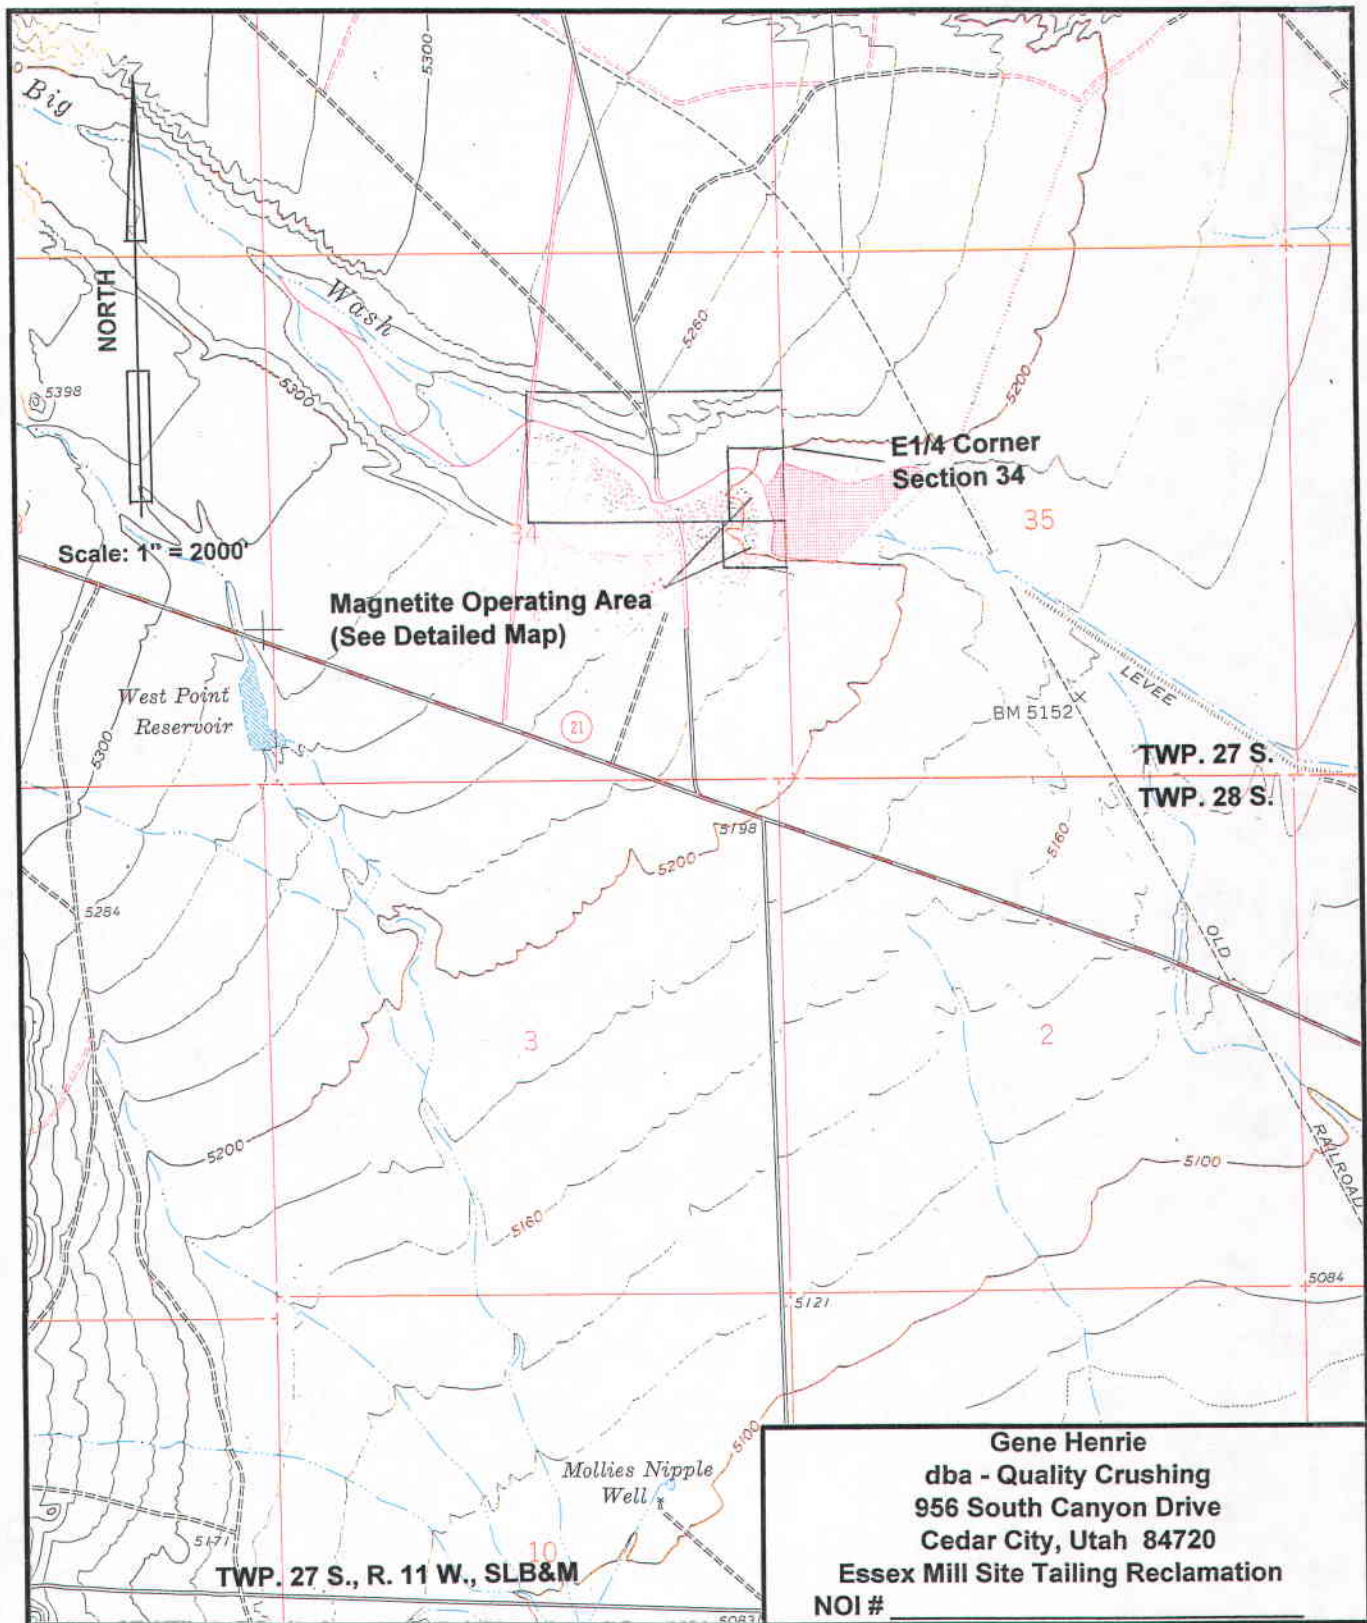 5300
Big
NORTH
Wash
5260
5398
5300
5200
E1/4 Corner
Section 34
34
35
Scale: 1" = 2000'
Magnetite Operating Area
(See Detailed Map)
LEVEE
West Point
Reservoir
BM 5152
21
5300
TWP. 27 S.
TWP. 28 S.
5198
5200
5160
5284
OLD
3
2
RAILROAD
5200
5100
5160
5084
5121
5100
Mollies Nipple
Well
5171
10
TWP. 27 S., R. 11 W., SLB&M
5083
Gene Henrie
dba - Quality Crushing
956 South Canyon Drive
Cedar City, Utah 84720
Essex Mill Site Tailing Reclamation
NOI #